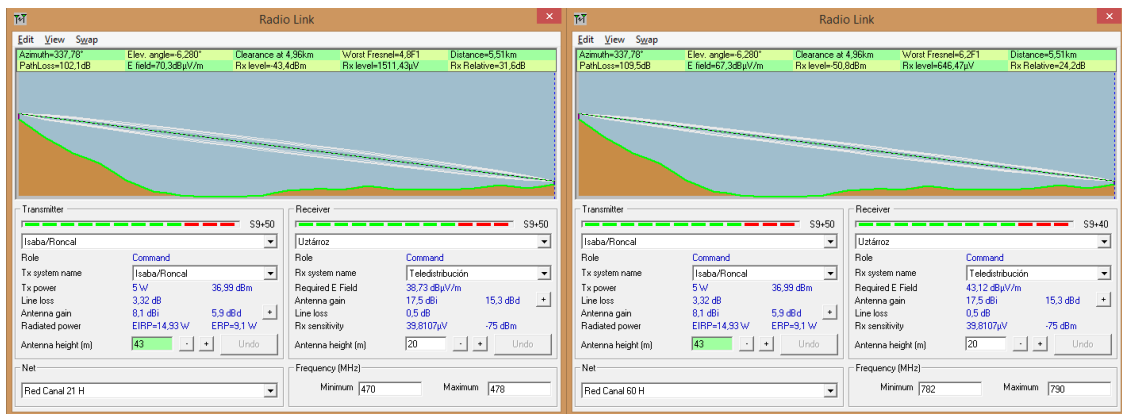 Radio Link
Edit View Swap
Azimuth=337,78° Elev. angle=-6,280° Clearance at 4,96km Worst Fresnel=4,8F1 Distance=5,51km
PathLoss=102,1dB E field=70,3dBµV/m Rx level=-43,4dBm Rx level=1511,43µV Rx Relative=31,6dB
Transmitter
S9+50
Isaba/Roncal
Role Command
Tx system name Isaba/Roncal
Tx power 5 W 36,99 dBm
Line loss 3,32 dB
Antenna gain 8,1 dBi 5,9 dBd +
Radiated power EIRP=14,93 W ERP=9,1 W
Antenna height (m) 43 - + Undo
Receiver
S9+50
Uztárroz
Role Command
Rx system name Teledistribución
Required E Field 38,73 dBµV/m
Antenna gain 17,5 dBi 15,3 dBd +
Line loss 0,5 dB
Rx sensitivity 39,8107µV -75 dBm
Antenna height (m) 20 - + Undo
Net
Red Canal 21 H
Frequency (MHz)
Minimum 470 Maximum 478
Radio Link
Edit View Swap
Azimuth=337,78° Elev. angle=-6,280° Clearance at 4,96km Worst Fresnel=6,2F1 Distance=5,51km
PathLoss=109,5dB E field=67,3dBµV/m Rx level=-50,8dBm Rx level=646,47µV Rx Relative=24,2dB
Transmitter
S9+50
Isaba/Roncal
Role Command
Tx system name Isaba/Roncal
Tx power 5 W 36,99 dBm
Line loss 3,32 dB
Antenna gain 8,1 dBi 5,9 dBd +
Radiated power EIRP=14,93 W ERP=9,1 W
Antenna height (m) 43 - + Undo
Receiver
S9+40
Uztárroz
Role Command
Rx system name Teledistribución
Required E Field 43,12 dBµV/m
Antenna gain 17,5 dBi 15,3 dBd +
Line loss 0,5 dB
Rx sensitivity 39,8107µV -75 dBm
Antenna height (m) 20 - + Undo
Net
Red Canal 60 H
Frequency (MHz)
Minimum 782 Maximum 790